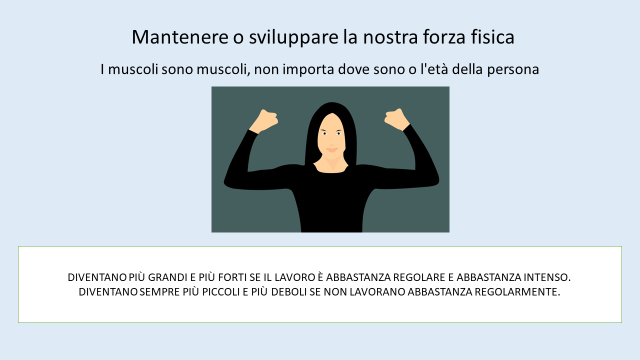 Mantenere o sviluppare la nostra forza fisica
I muscoli sono muscoli, non importa dove sono o l'età della persona
DIVENTANO PIÙ GRANDI E PIÙ FORTI SE IL LAVORO È ABBASTANZA REGOLARE E ABBASTANZA INTENSO.
DIVENTANO SEMPRE PIÙ PICCOLI E PIÙ DEBOLI SE NON LAVORANO ABBASTANZA REGOLARMENTE.